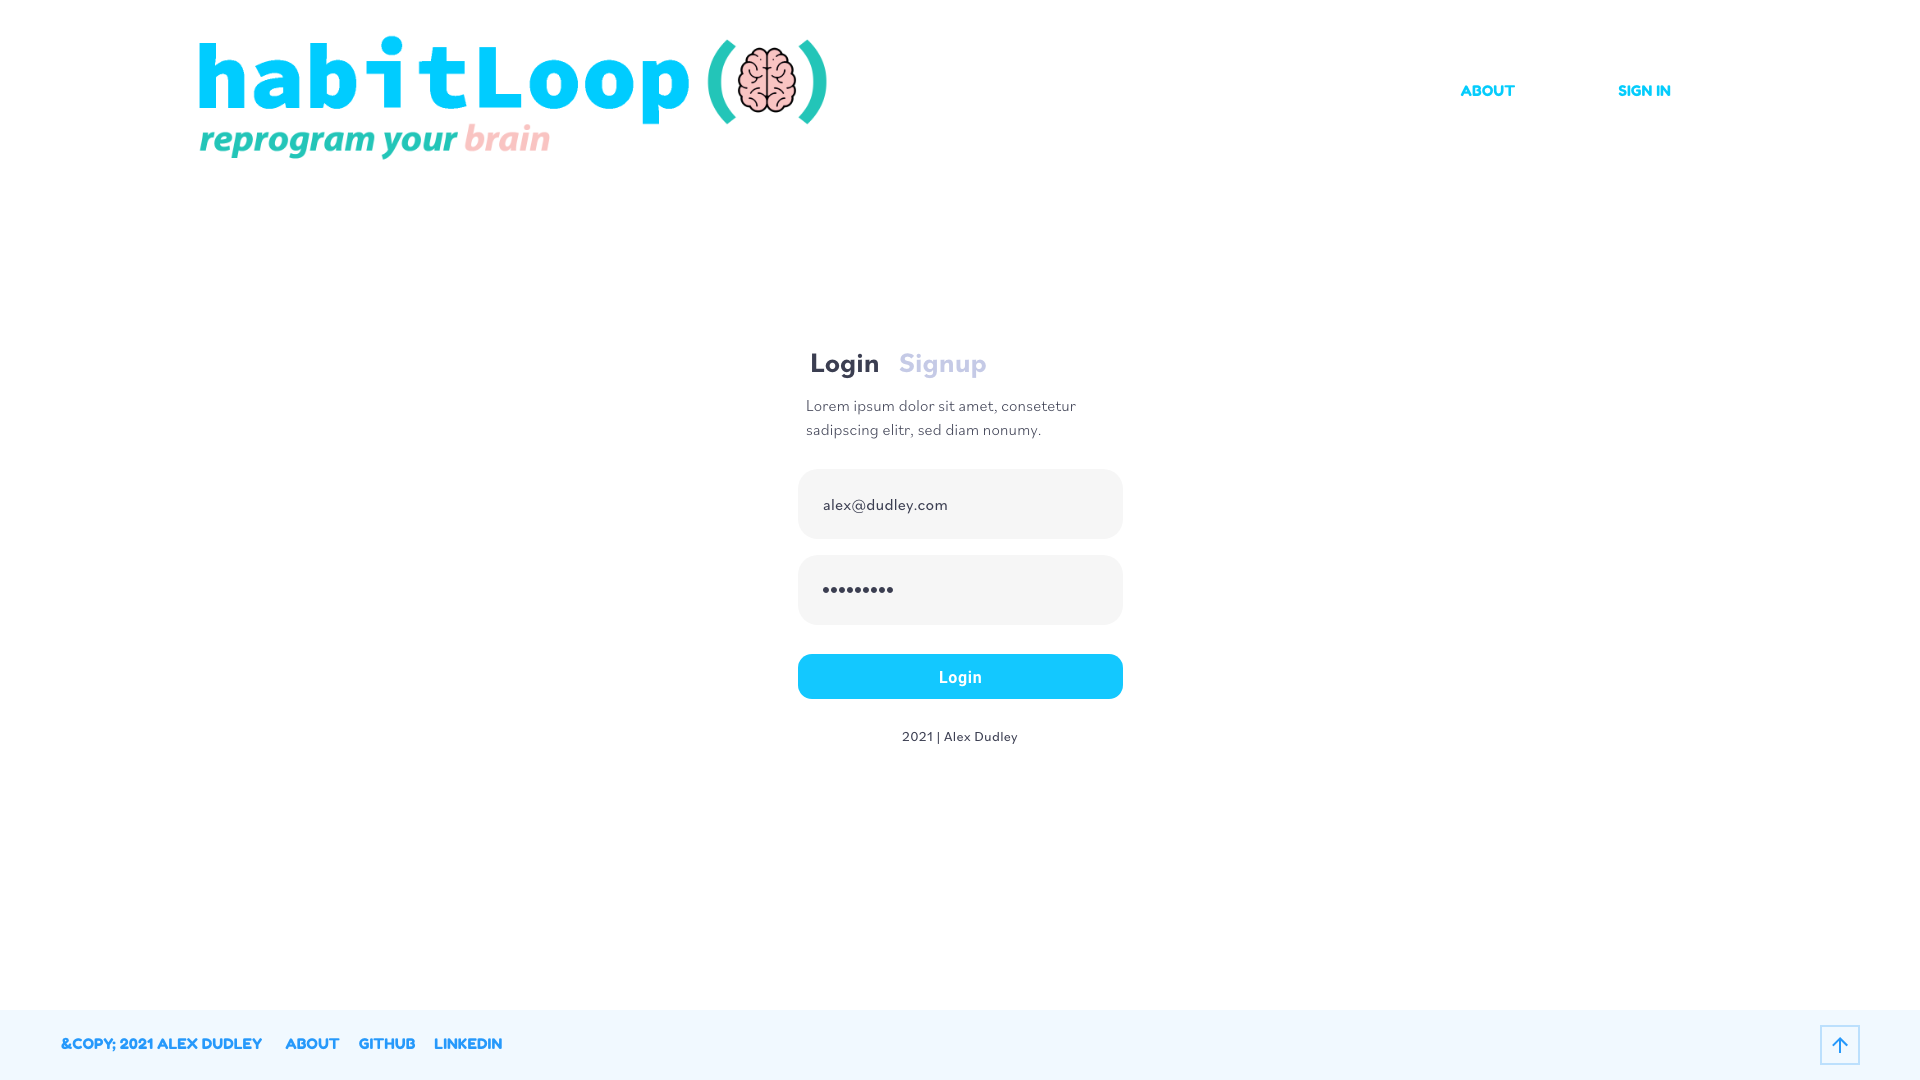 habitLoop()
reprogram your brain
ABOUT SIGN IN
Login Signup
Lorem ipsum dolor sit amet, consetetur
sadipscing elitr, sed diam nonumy.
alex@dudley.com
•••••••••
Login
2021 | Alex Dudley
&COPY; 2021 ALEX DUDLEY ABOUT GITHUB LINKEDIN